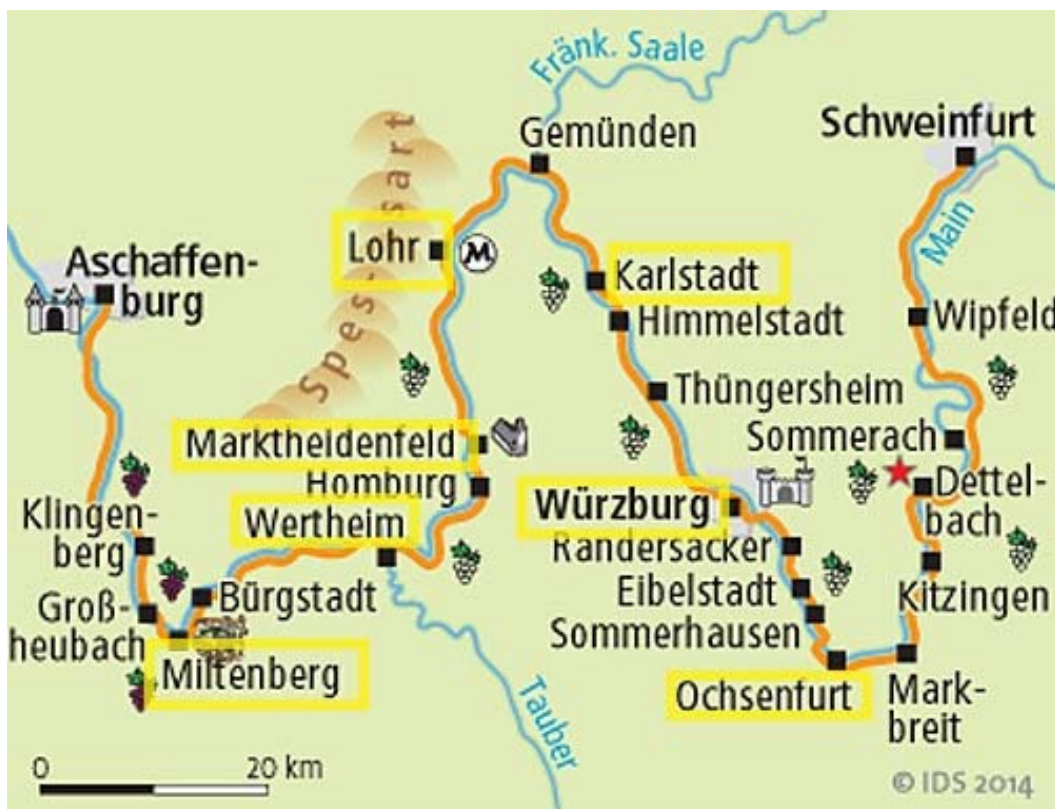 Fränk. Saale
Gemünden
Schweinfurt
Spessart
Lohr
M
Main
Aschaffen-
burg
Karlstadt
Himmelstadt
Wipfeld
Thüngersheim
Marktheidenfeld
Sommerach
Homburg
Dettel-
bach
Würzburg
Wertheim
Klingen-
berg
Randersacker
Eibelstadt
Kitzingen
Bürgstadt
Groß-
heubach
Sommerhausen
Miltenberg
Ochsenfurt
Mark-
breit
Tauber
0 20 km
© IDS 2014